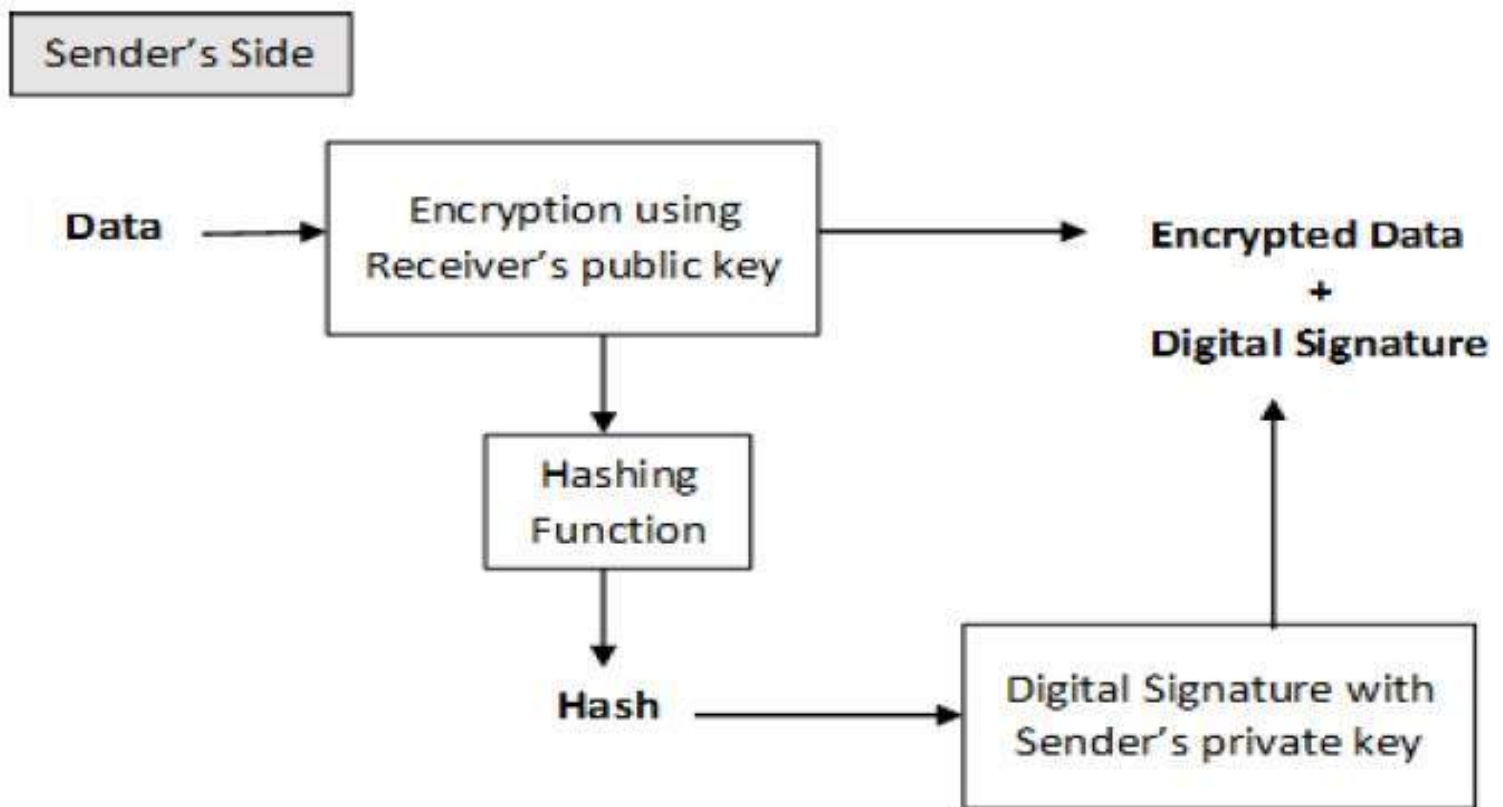 Sender’s Side
Data
Encryption using
Receiver’s public key
Encrypted Data
+
Digital Signature
Hashing
Function
Hash
Digital Signature with
Sender’s private key